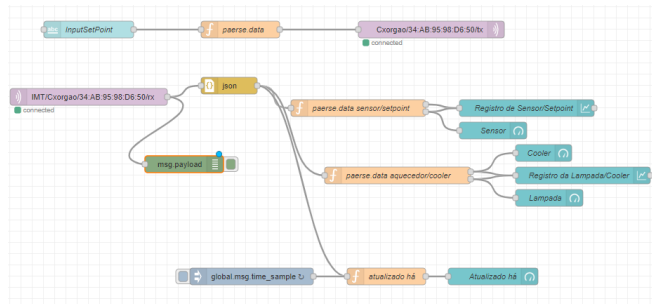 InputSetPoint
paerse.data
Cxorgao/34:AB:95:98:D6:50/tx
connected
IMT/Cxorgao/34:AB:95:98:D6:50/rx
connected
json
paerse.data sensor/setpoint
Registro de Sensor/Setpoint
Sensor
msg.payload
Cooler
paerse.data aquecedor/cooler
Registro da Lampada/Cooler
Lampada
global.msg.time_sample ↻
atualizado há
Atualizado há